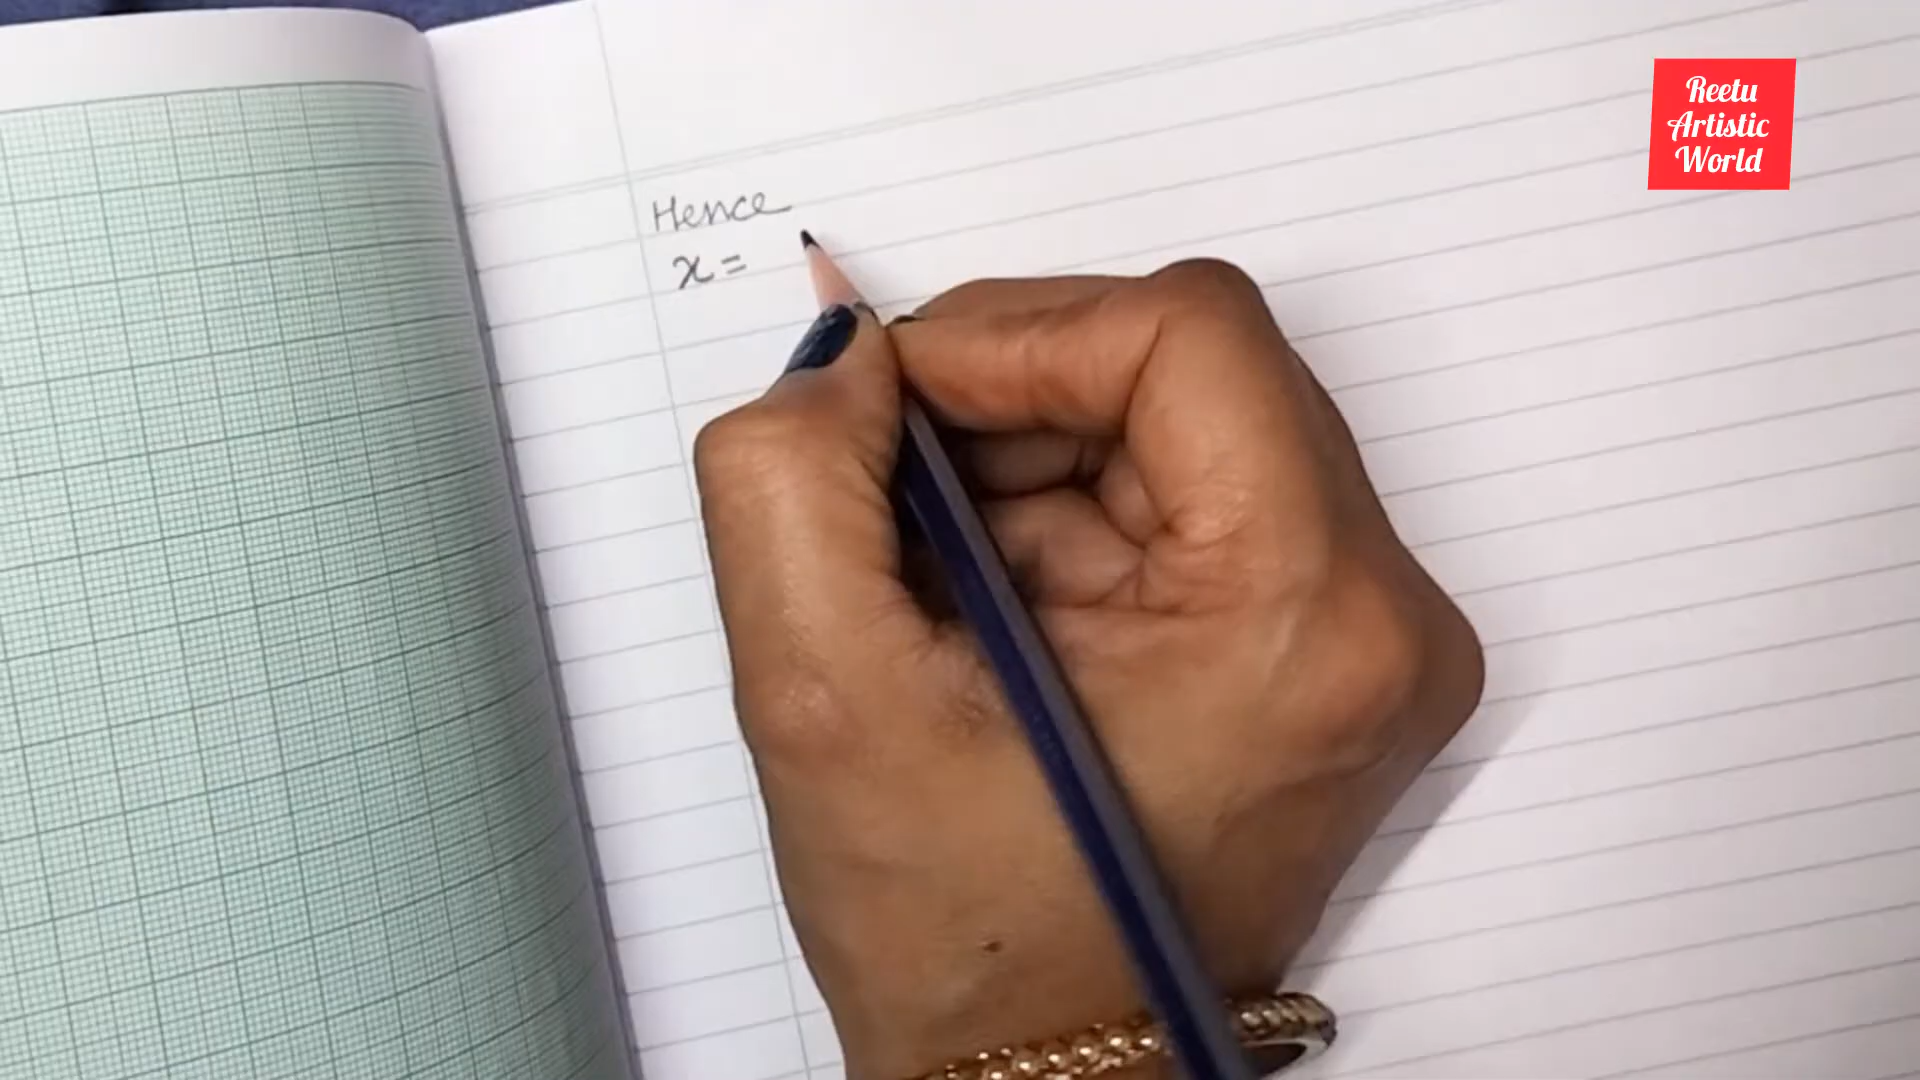 Hence
x =
Reetu
Artistic
World